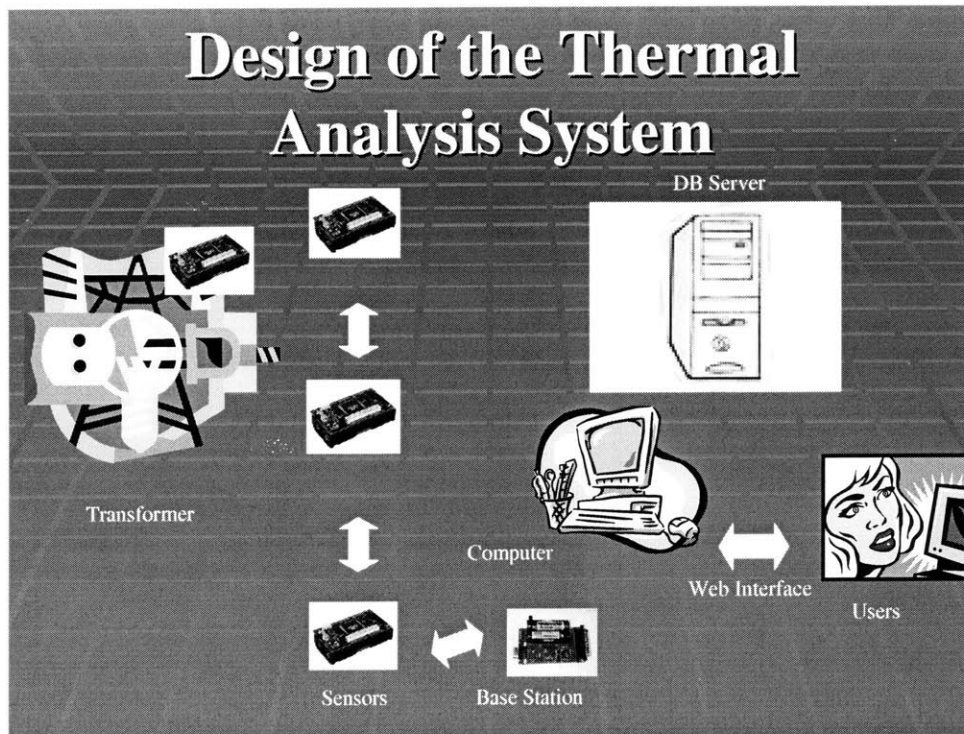 Design of the Thermal
Analysis System
DB Server
Transformer
Computer
Web Interface
Users
Sensors
Base Station